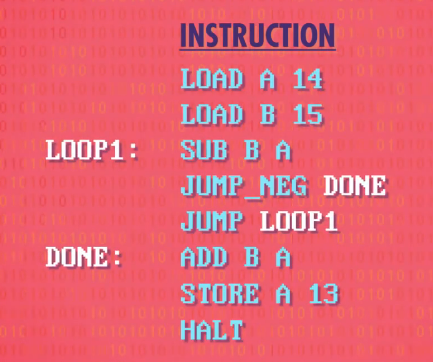 INSTRUCTION
LOAD A 14
LOAD B 15
LOOP1: SUB B A
JUMP_NEG DONE
JUMP LOOP1
DONE: ADD B A
STORE A 13
HALT